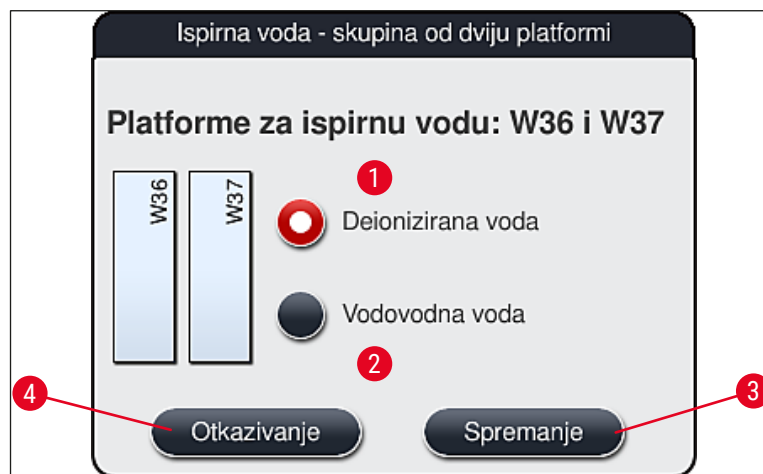 Ispirna voda - skupina od dviju platformi
Platforme za ispirnu vodu: W36 i W37
W36
W37
1
Deionizirana voda
Vodovodna voda
2
4
3
Otkazivanje
Spremanje